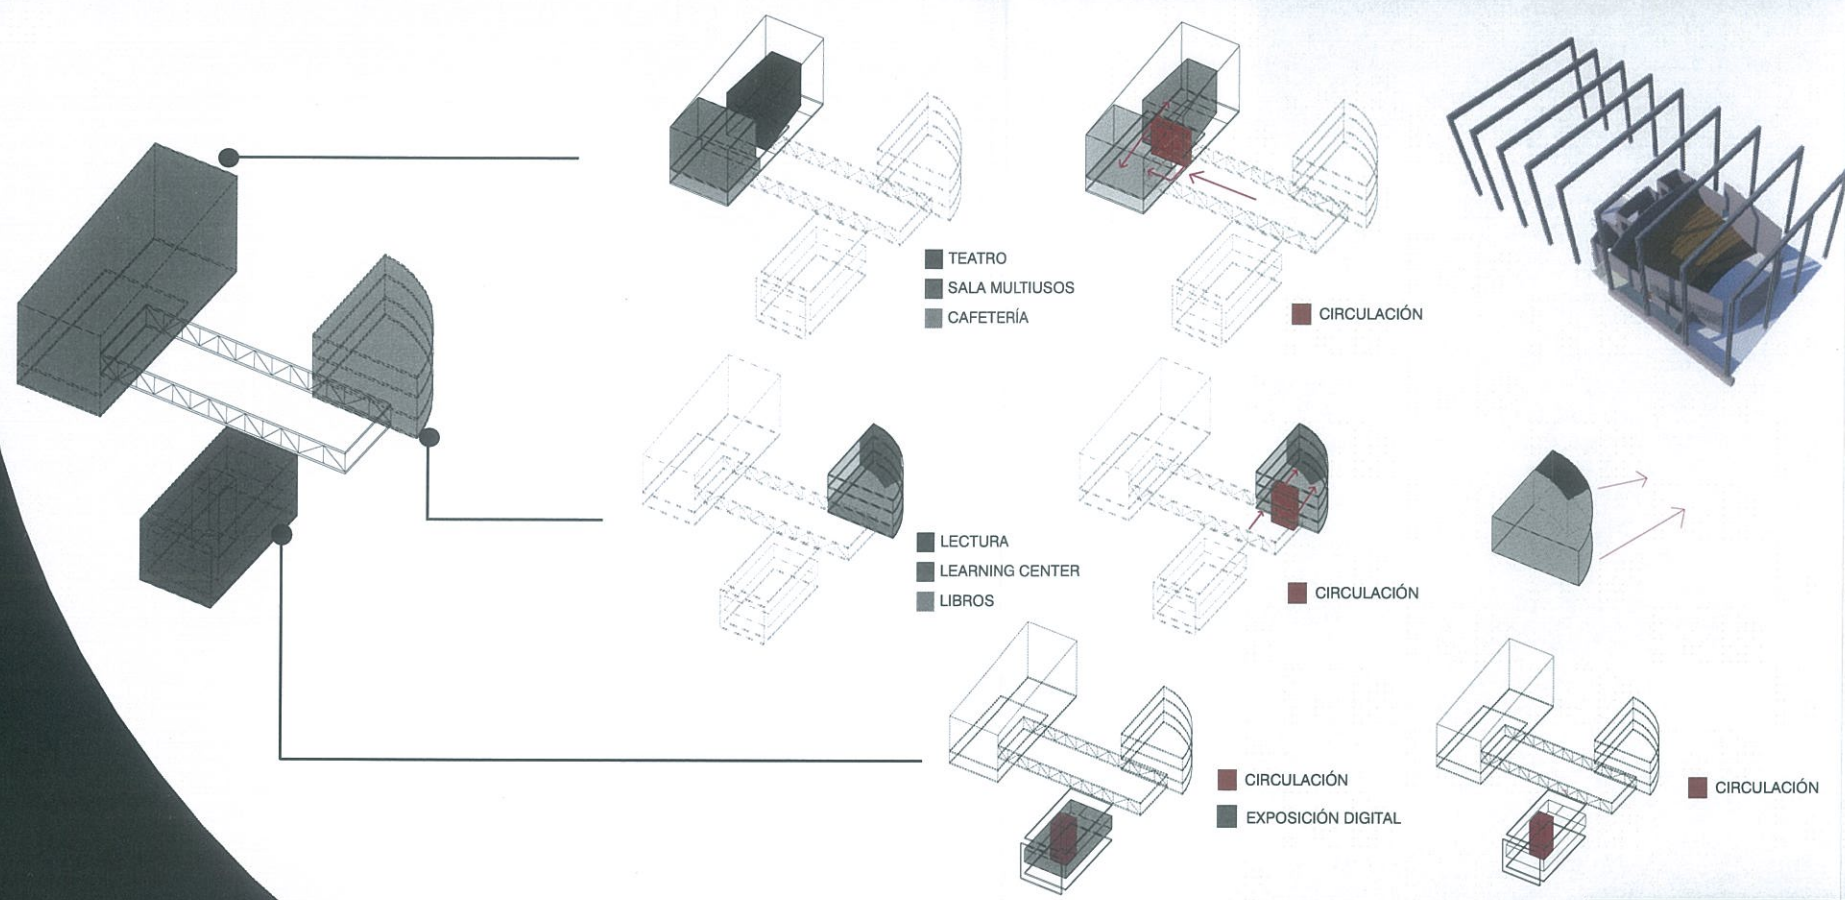 TEATRO
SALA MULTIUSOS
CAFETERÍA
CIRCULACIÓN
LECTURA
LEARNING CENTER
LIBROS
CIRCULACIÓN
CIRCULACIÓN
EXPOSICIÓN DIGITAL
CIRCULACIÓN